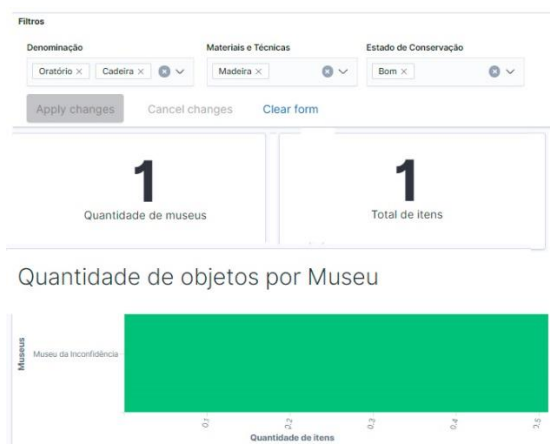 Filtros
Denominação Materiais e Técnicas Estado de Conservação
Oratório × Cadeira × Madeira × Bom ×
Apply changes Cancel changes Clear form
1 1
Quantidade de museus Total de itens
Quantidade de objetos por Museu
Museus
Museu da Inconfidência
0.1 0.2 0.3 0.4
Quantidade de itens